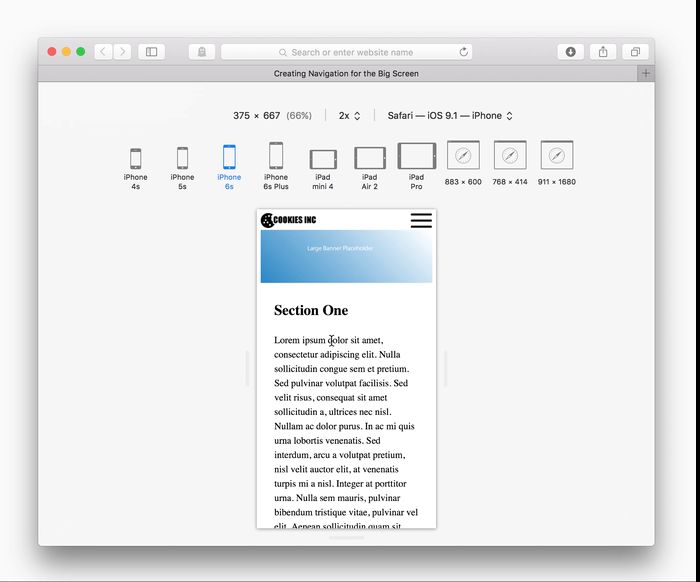 Search or enter website name
Creating Navigation for the Big Screen
375 × 667 (66%) 2x Safari — iOS 9.1 — iPhone
iPhone 4s
iPhone 5s
iPhone 6s
iPhone 6s Plus
iPad mini 4
iPad Air 2
iPad Pro
883 × 600
768 × 414
911 × 1680
COOKIES INC
Large Banner Placeholder
Section One
Lorem ipsum dolor sit amet,
consectetur adipiscing elit. Nulla
sollicitudin congue sem et pretium.
Sed pulvinar volutpat facilisis. Sed
velit risus, consequat sit amet
sollicitudin a, ultrices nec nisl.
Nullam ac dolor purus. In ac mi quis
urna lobortis venenatis. Sed
interdum, arcu a volutpat pretium,
nisl velit auctor elit, at venenatis
turpis mi a nisl. Integer at porttitor
urna. Nulla sem mauris, pulvinar
bibendum tristique vitae, pulvinar vel
elit. Aenean sollicitudin quam sit